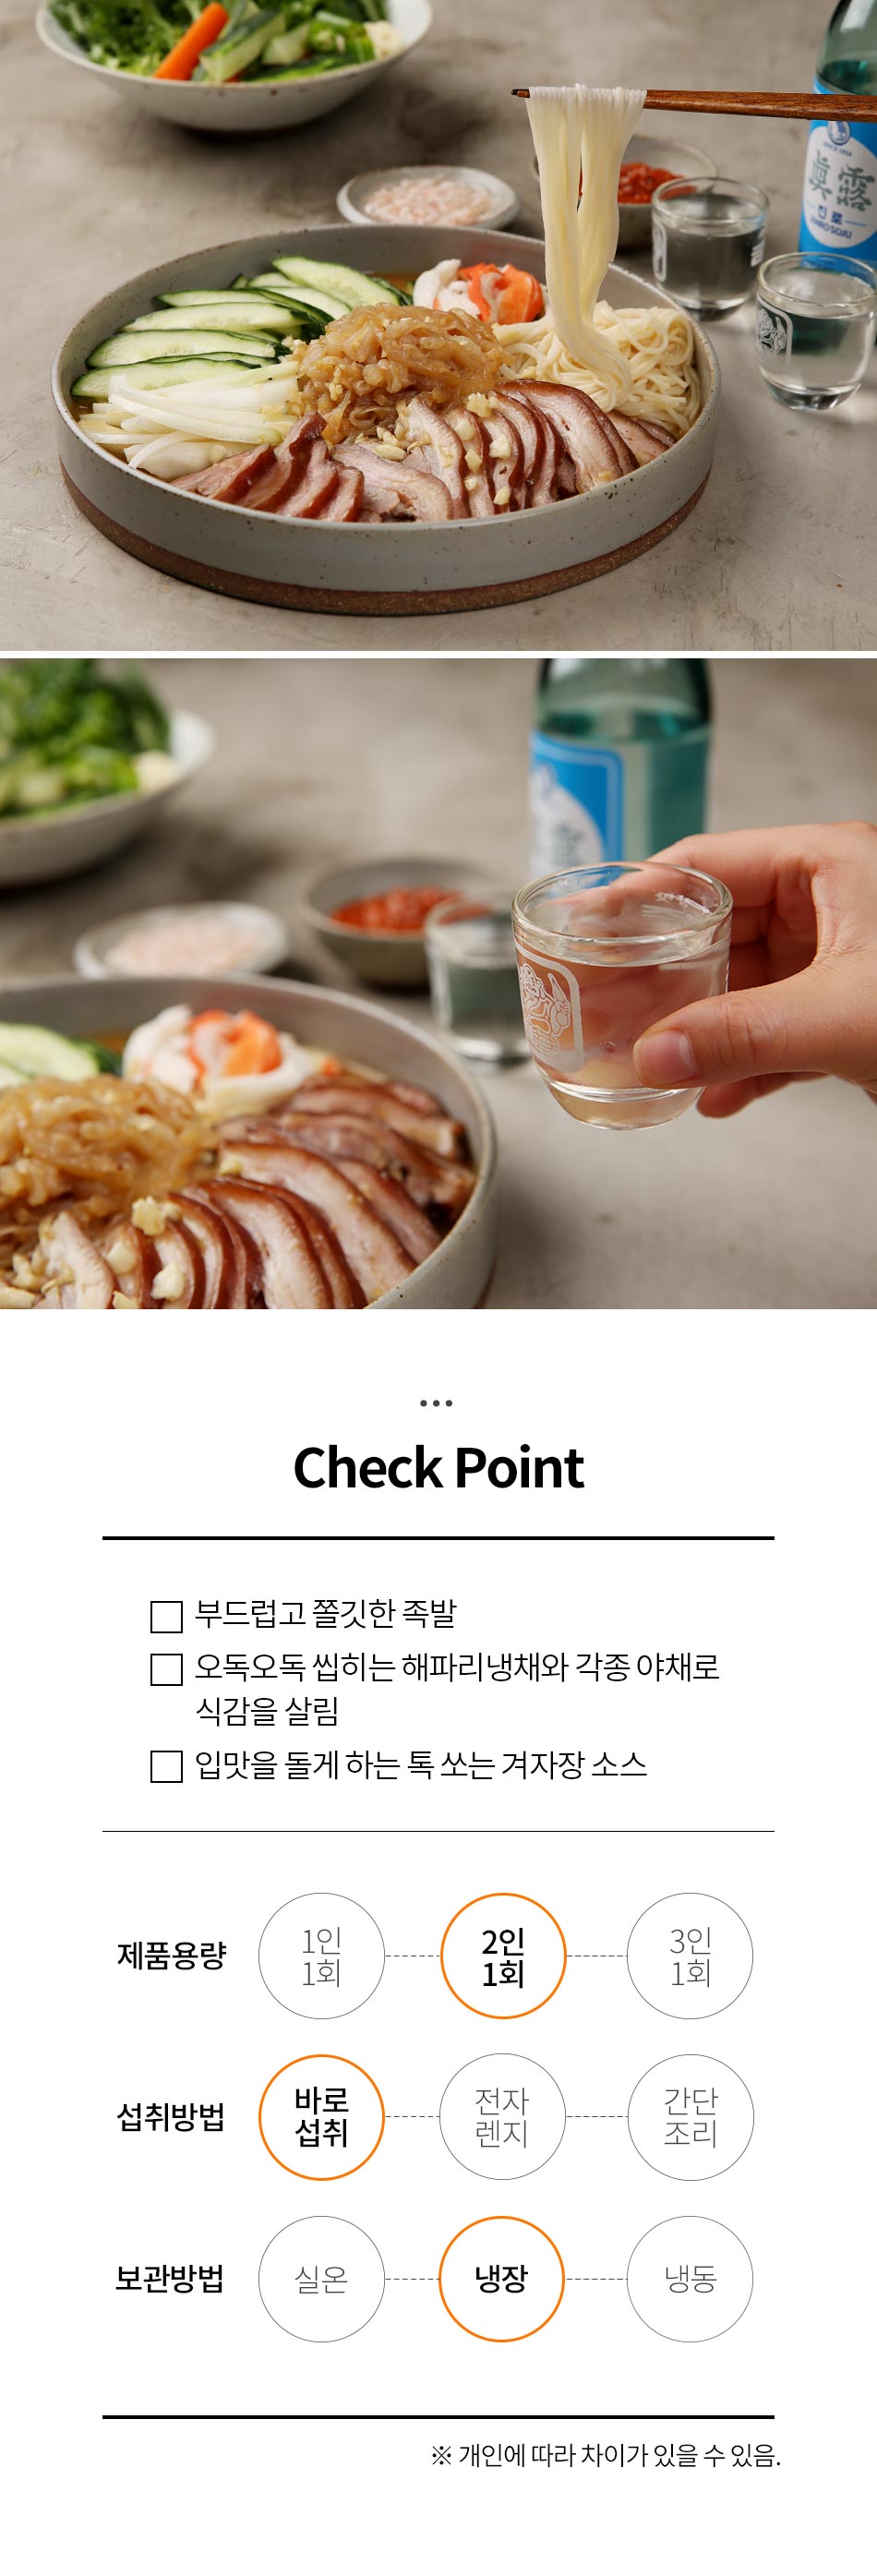 SINCE 1924
眞露
진로
JINRO SOJU
Check Point
부드럽고 쫄깃한 족발
오독오독 씹히는 해파리냉채와 각종 야채로
식감을 살림
입맛을 돌게 하는 톡 쏘는 겨자장 소스
제품용량
1인
1회
2인
1회
3인
1회
섭취방법
바로
섭취
전자
렌지
간단
조리
보관방법
실온
냉장
냉동
※ 개인에 따라 차이가 있을 수 있음.